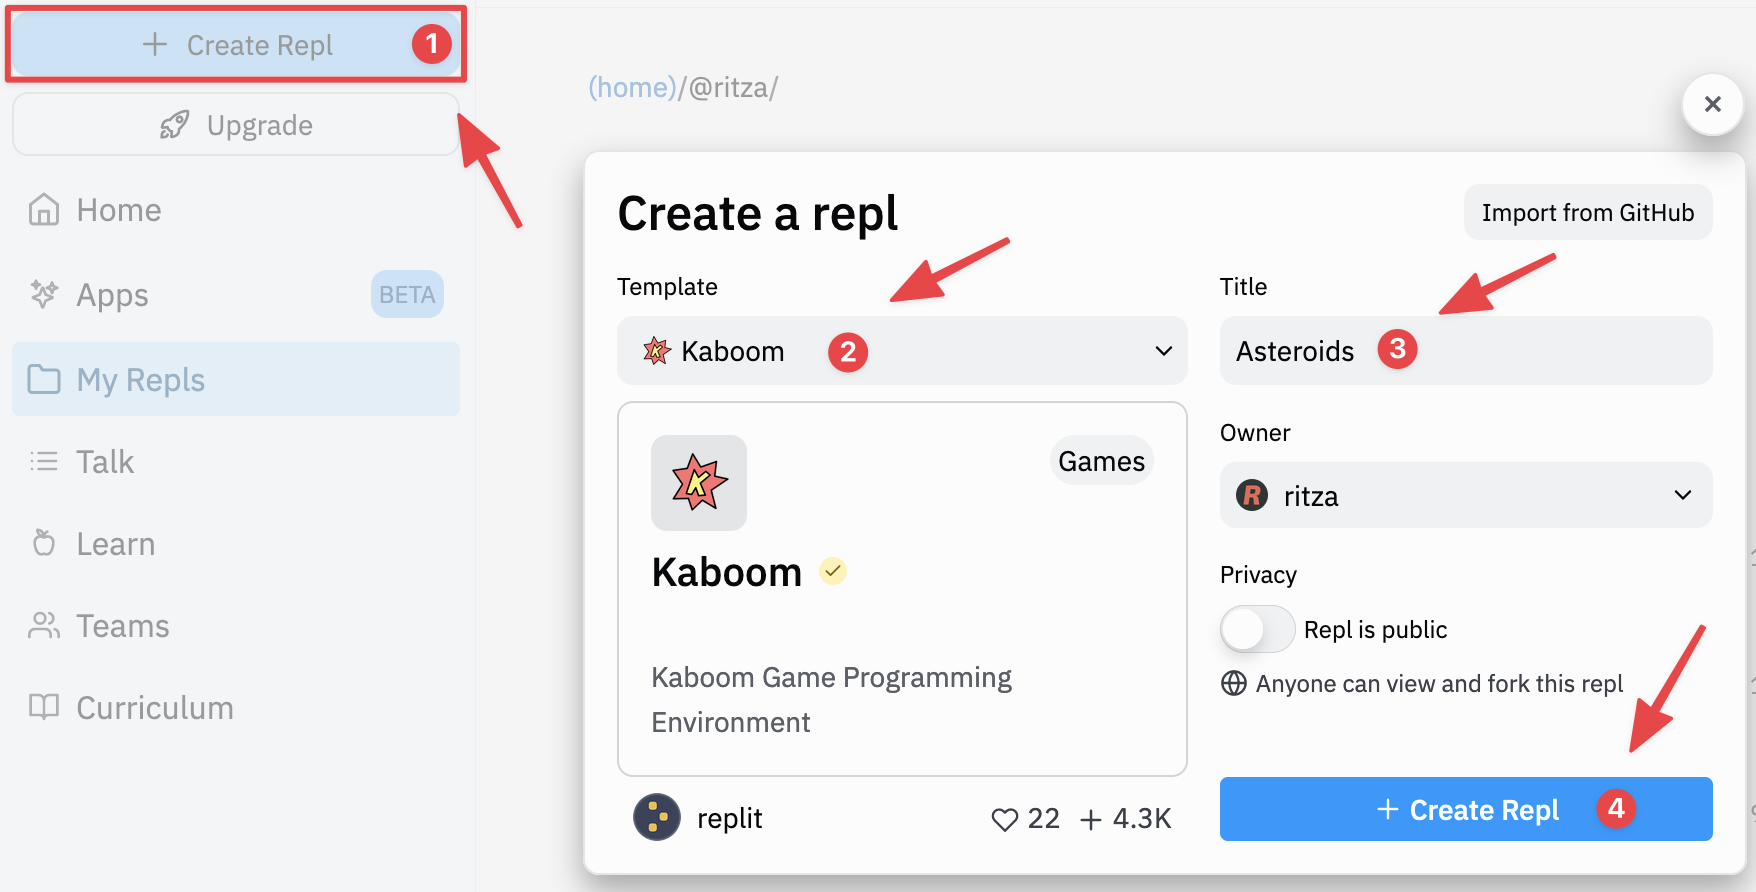 + Create Repl 1
Upgrade
Home
Apps BETA
My Repls
Talk
Learn
Teams
Curriculum
(home)/@ritza/
Create a repl
Import from GitHub
Template
K Kaboom 2
K
Games
Kaboom
Kaboom Game Programming
Environment
replit
22 + 4.3K
Title
Asteroids 3
Owner
R ritza
Privacy
Repl is public
Anyone can view and fork this repl
+ Create Repl 4